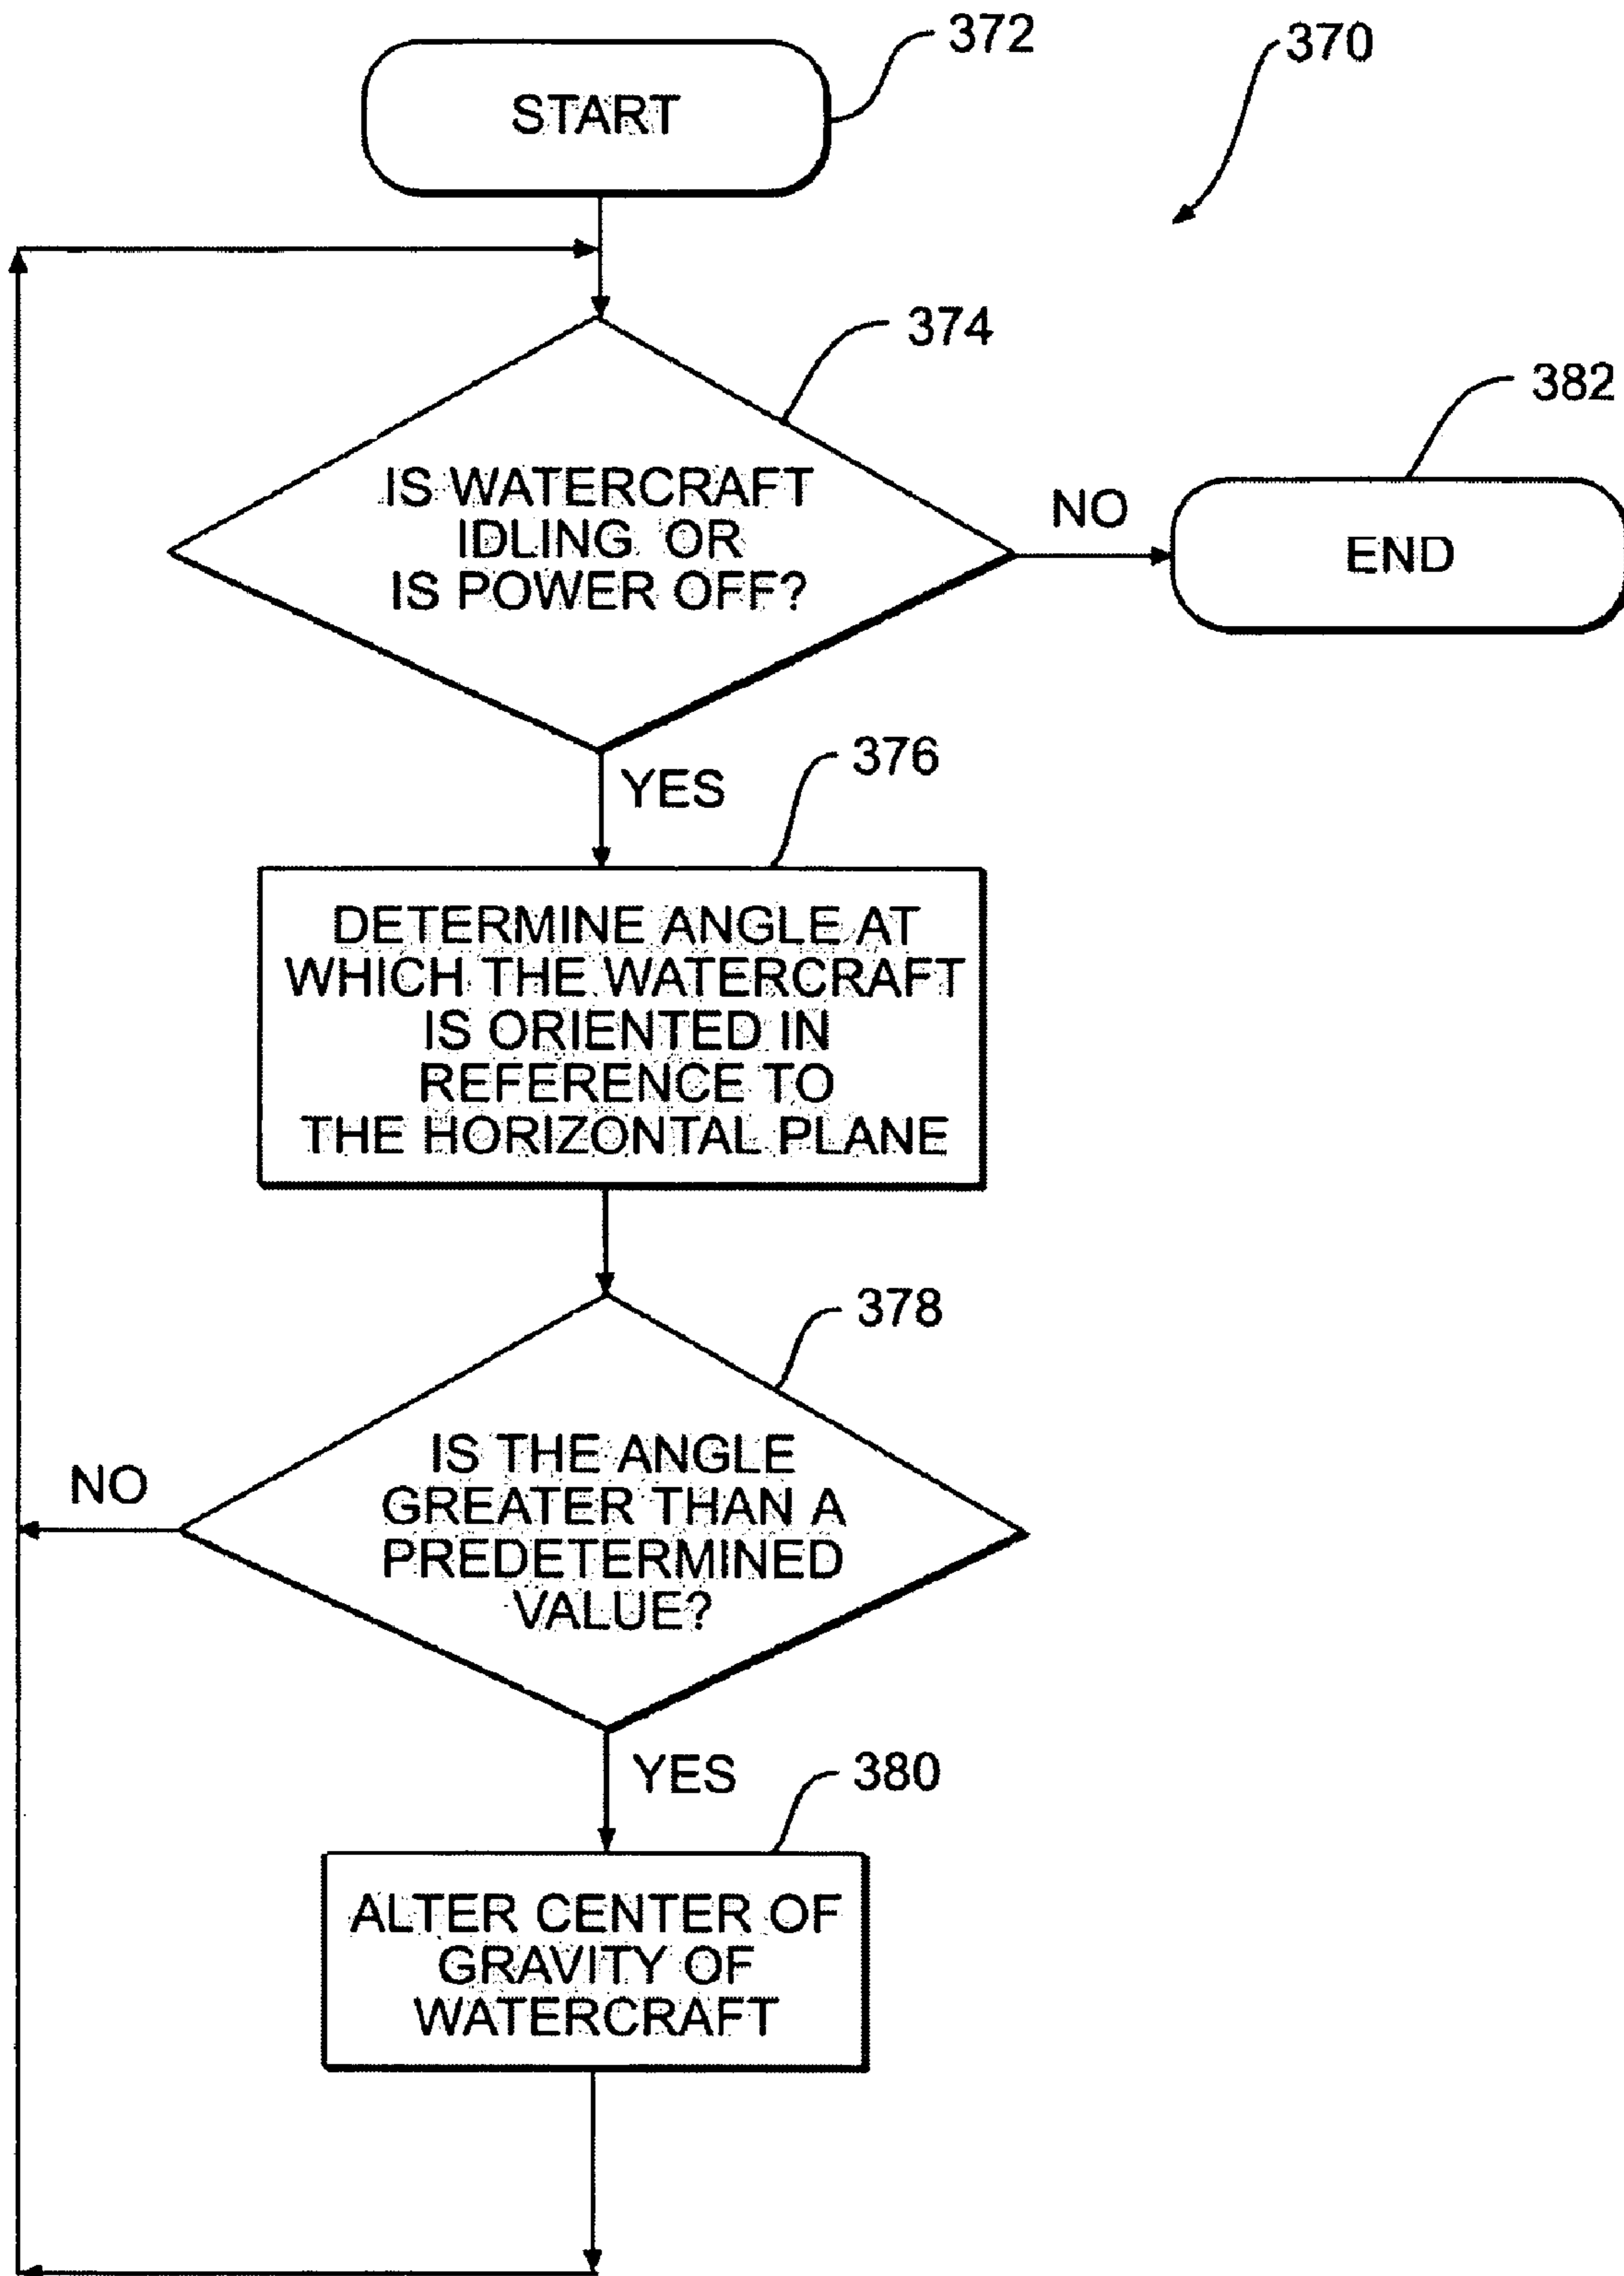 372
370
START
374
382
IS WATERCRAFT
IDLING OR
IS POWER OFF?
NO
END
YES
376
DETERMINE ANGLE AT
WHICH THE WATERCRAFT
IS ORIENTED IN
REFERENCE TO
THE HORIZONTAL PLANE
378
IS THE ANGLE
GREATER THAN A
PREDETERMINED
VALUE?
NO
YES
380
ALTER CENTER OF
GRAVITY OF
WATERCRAFT